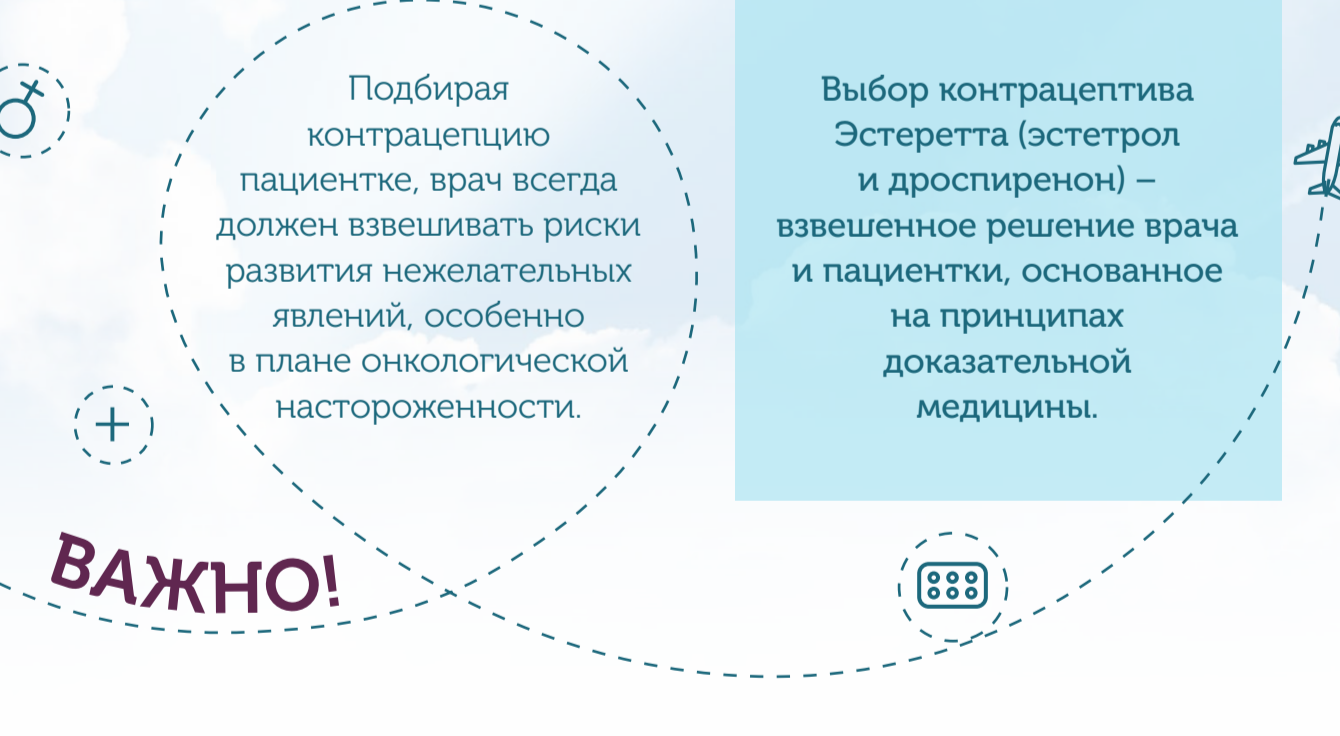 Подбирая
контрацепцию
пациентке, врач всегда
должен взвешивать риски
развития нежелательных
явлений, особенно
в плане онкологической
настороженности.
Выбор контрацептива
Эстеретта (эстетрол
и дроспиренон) –
взвешенное решение врача
и пациентки, основанное
на принципах
доказательной
медицины.
ВАЖНО!